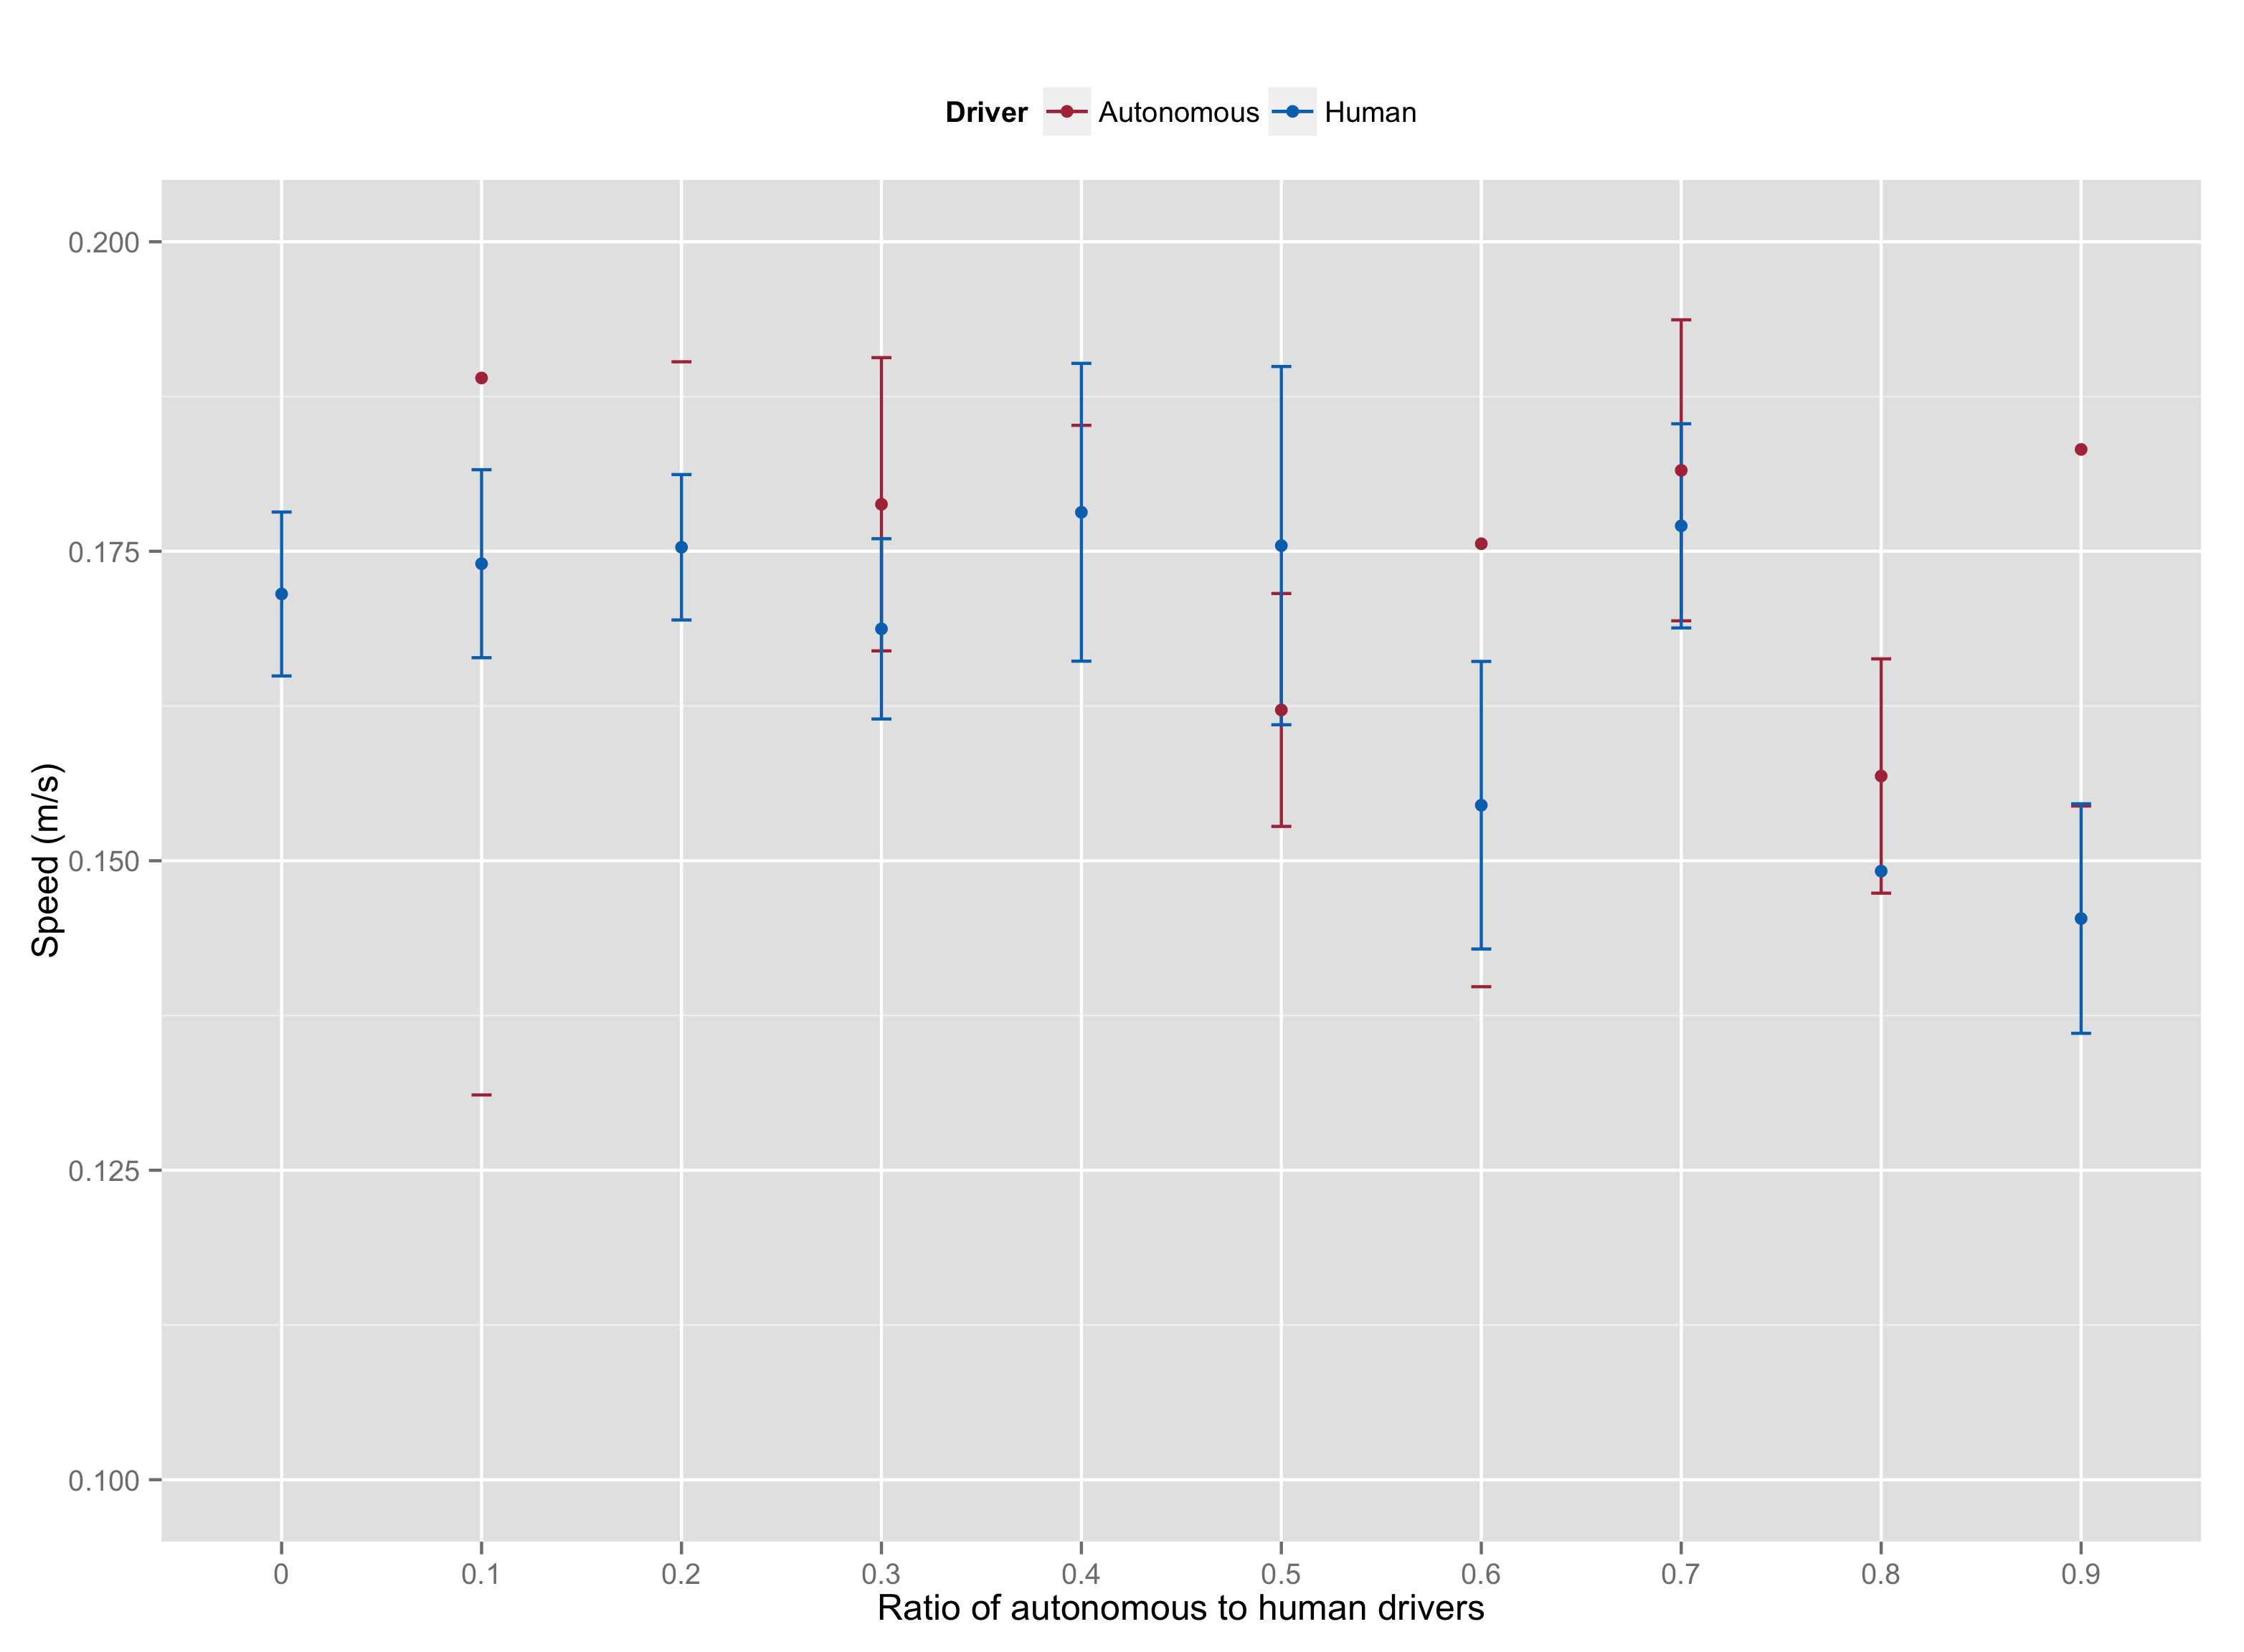 Driver Autonomous Human
0.200
0.175
0.150
0.125
0.100
Speed (m/s)
0 0.1 0.2 0.3 0.4 0.5 0.6 0.7 0.8 0.9
Ratio of autonomous to human drivers